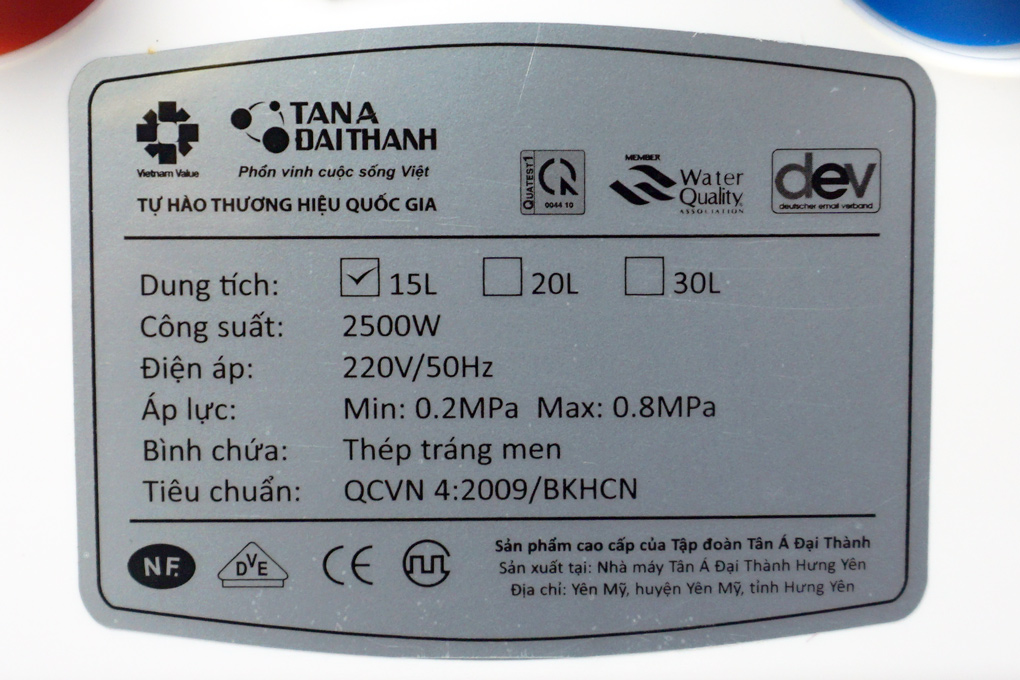 Vietnam Value
TAN A
ĐAITHANH
Phồn vinh cuộc sống Việt
TỰ HÀO THƯƠNG HIỆU QUỐC GIA
QUATEST1
0044 10
MEMBER
Water
Quality
ASSOCIATION
dev
deutscher email verband
Dung tích: 15L 20L 30L
Công suất: 2500W
Điện áp: 220V/50Hz
Áp lực: Min: 0.2MPa Max: 0.8MPa
Bình chứa: Thép tráng men
Tiêu chuẩn: QCVN 4:2009/BKHCN
NF.
DVE
CE
Sản phẩm cao cấp của Tập đoàn Tân Á Đại Thành
Sản xuất tại: Nhà máy Tân Á Đại Thành Hưng Yên
Địa chỉ: Yên Mỹ, huyện Yên Mỹ, tỉnh Hưng Yên